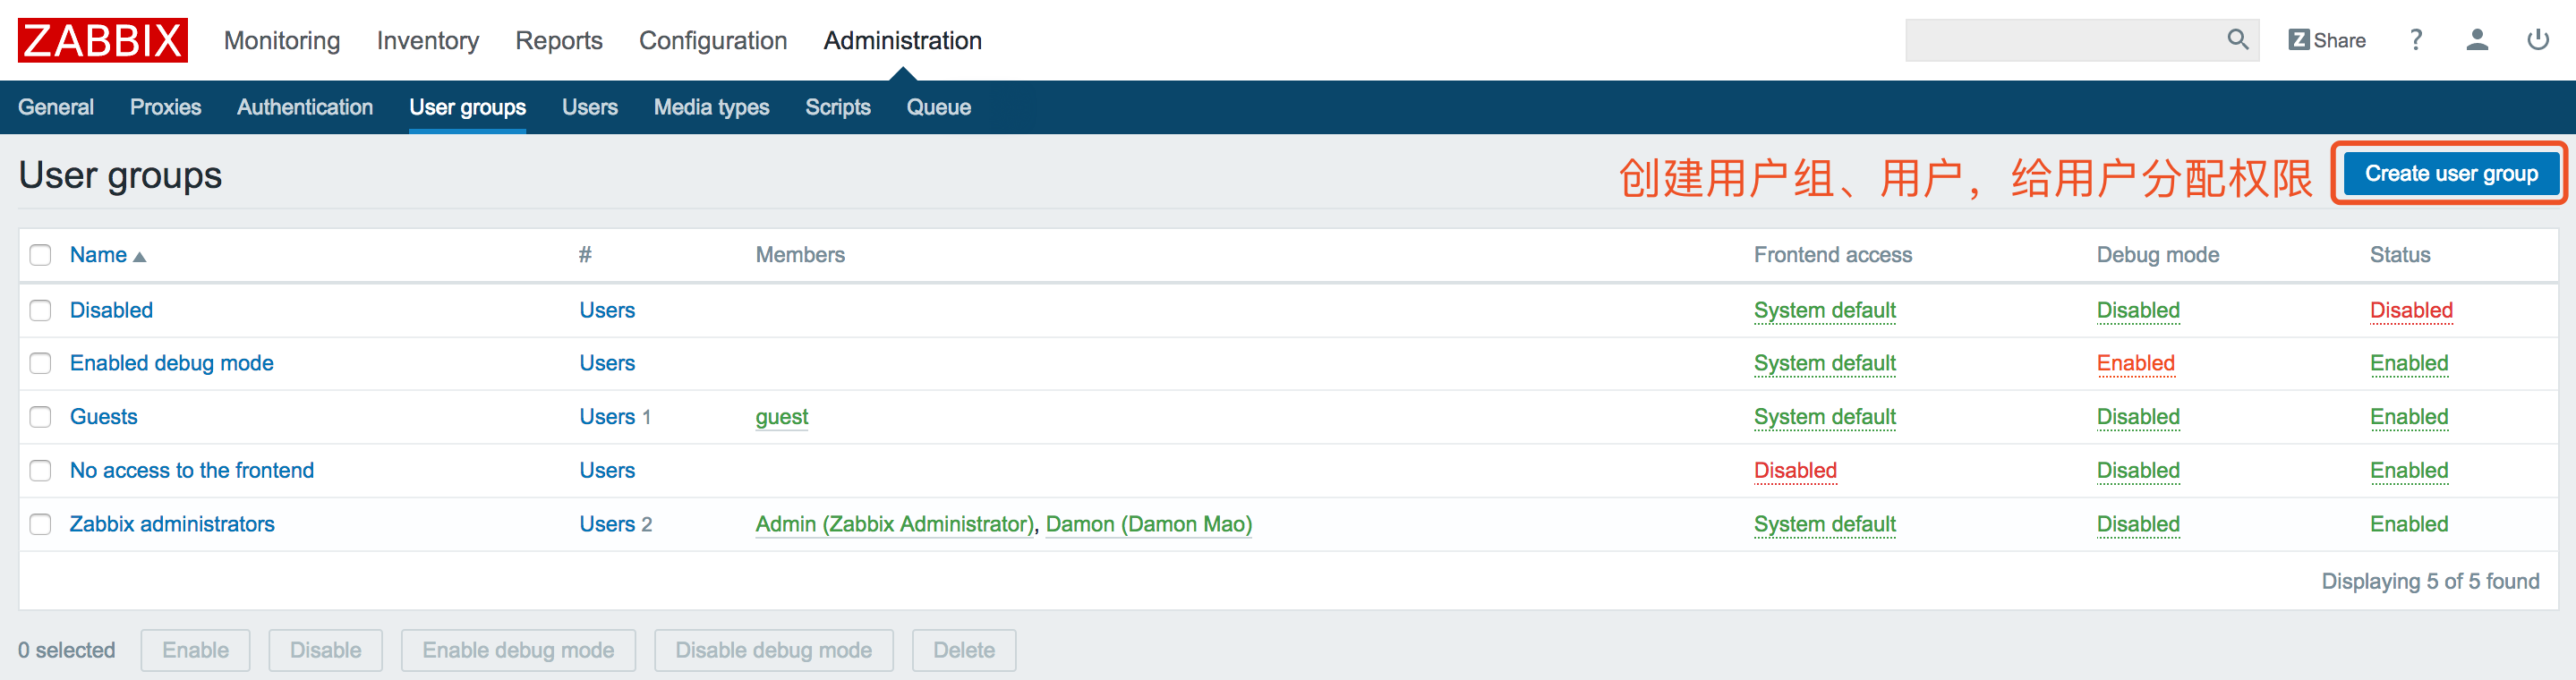 ZABBIX Monitoring Inventory Reports Configuration Administration Z Share ?
General Proxies Authentication User groups Users Media types Scripts Queue
User groups 创建用户组、用户，给用户分配权限 Create user group
Name # Members Frontend access Debug mode Status
Disabled Users System default Disabled Disabled
Enabled debug mode Users System default Enabled Enabled
Guests Users 1 guest System default Disabled Enabled
No access to the frontend Users Disabled Disabled Enabled
Zabbix administrators Users 2 Admin (Zabbix Administrator), Damon (Damon Mao) System default Disabled Enabled
Displaying 5 of 5 found
0 selected Enable Disable Enable debug mode Disable debug mode Delete